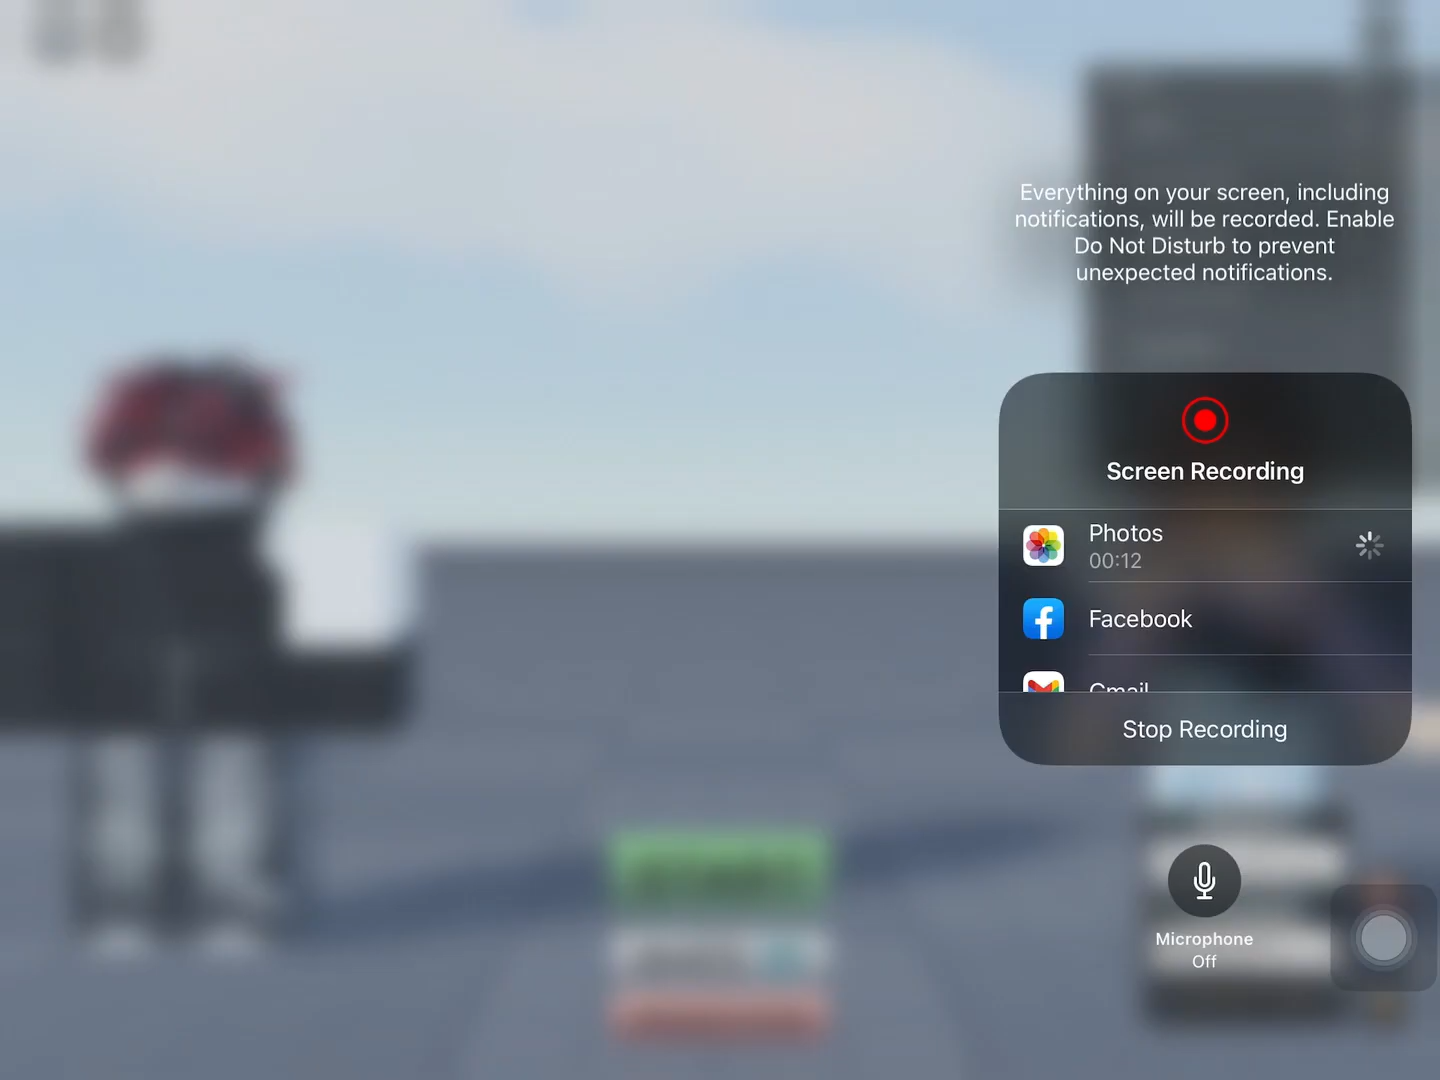 Everything on your screen, including
notifications, will be recorded. Enable
Do Not Disturb to prevent
unexpected notifications.
Screen Recording
Photos
00:12
Facebook
Gmail
Stop Recording
Microphone
Off